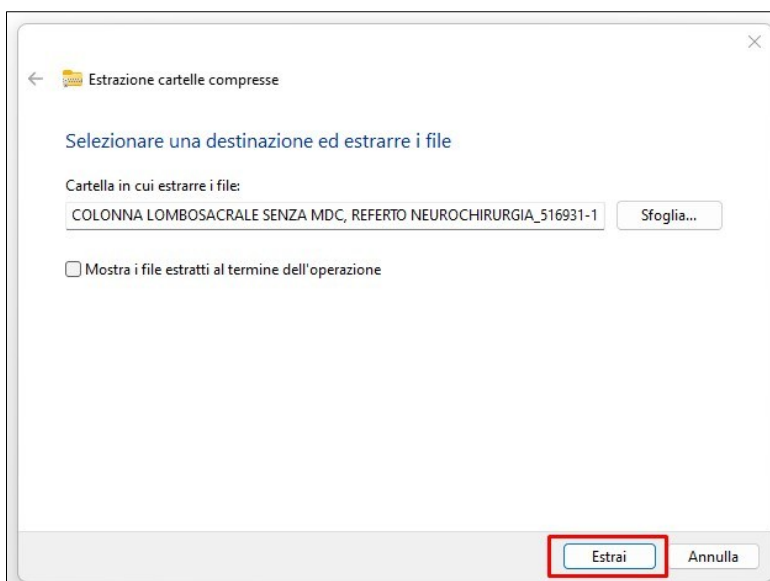 Estrazione cartelle compresse
Selezionare una destinazione ed estrarre i file
Cartella in cui estrarre i file:
COLONNA LOMBOSACRALE SENZA MDC, REFERTO NEUROCHIRURGIA_516931-1
Sfoglia...
Mostra i file estratti al termine dell'operazione
Estrai
Annulla